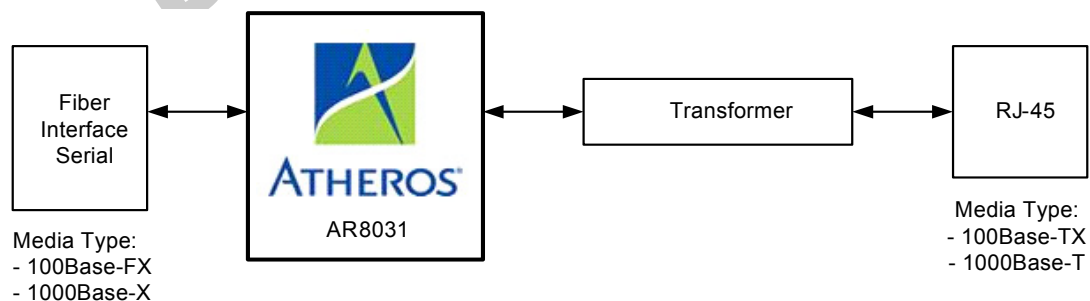 Fiber
Interface
Serial
Media Type:
- 100Base-FX
- 1000Base-X
ATHEROS®
AR8031
Transformer
RJ-45
Media Type:
- 100Base-TX
- 1000Base-T